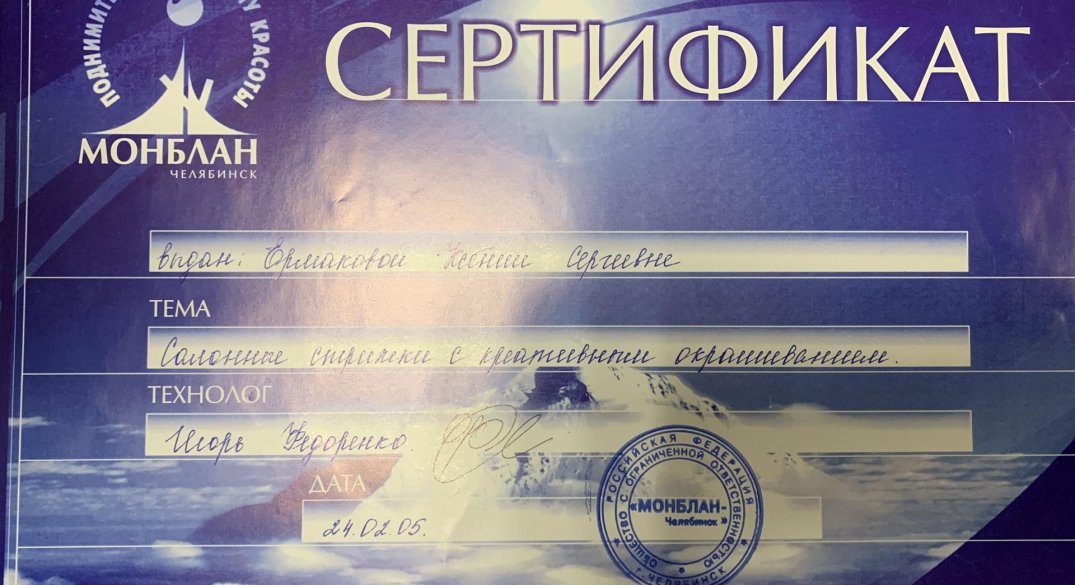 ПОДНИМИТЕ
КРАСОТЫ
СЕРТИФИКАТ
МОНБЛАН
ЧЕЛЯБИНСК
выдан: Ермаковой Ксении Сергеевне
ТЕМА
Салонные стрижки с креативным окрашиванием.
ТЕХНОЛОГ
Игорь Федоренко
ДАТА
24.02.05.
РОССИЙСКАЯ ФЕДЕРАЦИЯ
ОБЩЕСТВО С ОГРАНИЧЕННОЙ ОТВЕТСТВЕННОСТЬЮ
«МОНБЛАН-
Челябинск»
г. ЧЕЛЯБИНСК